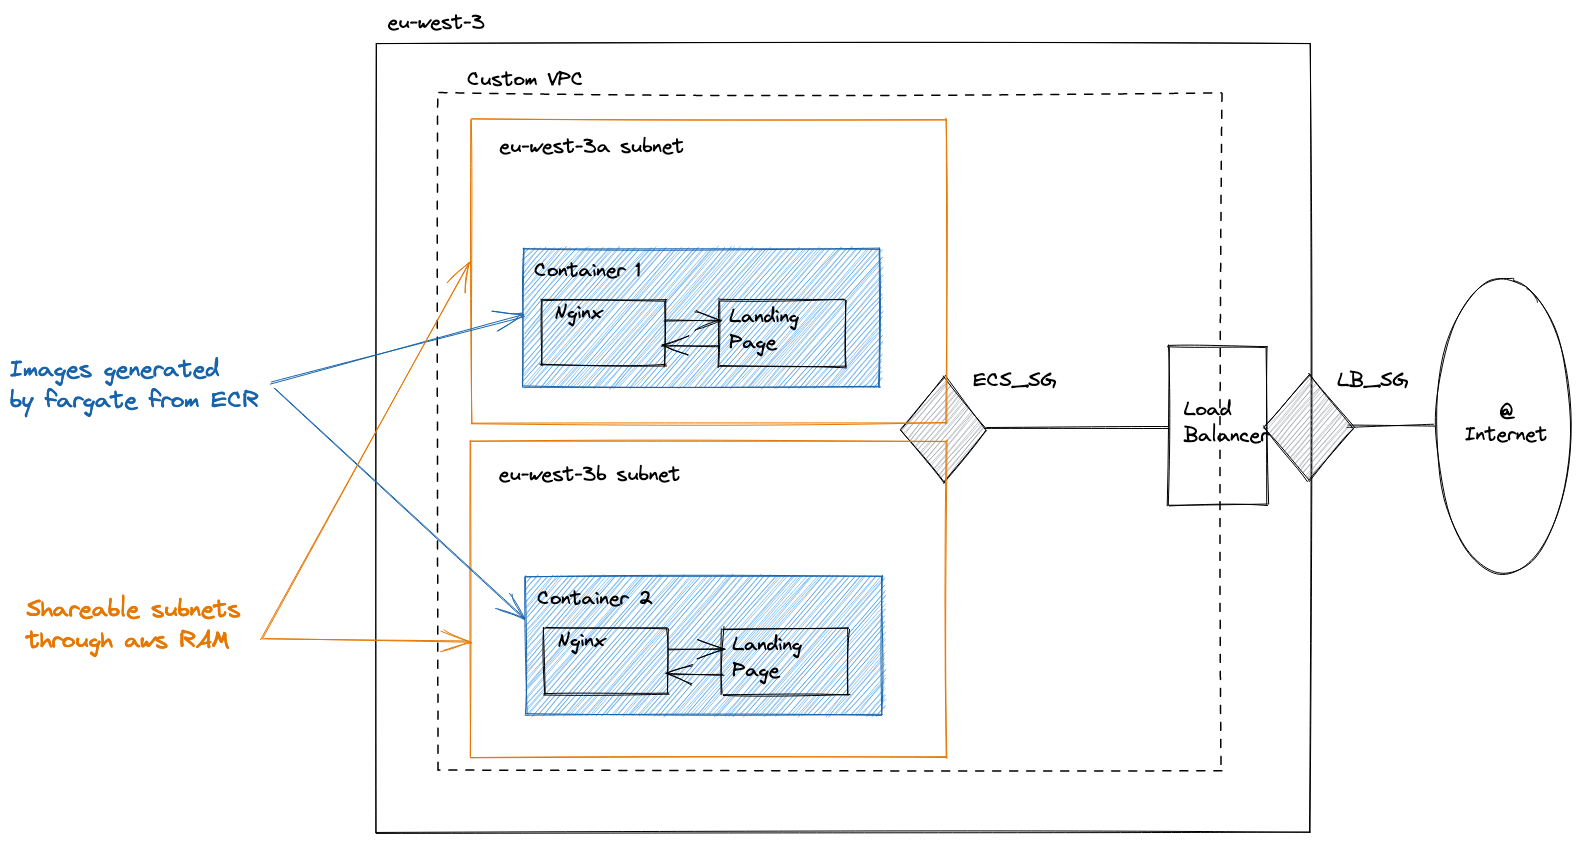 eu-west-3
Custom VPC
eu-west-3a subnet
Container 1
Nginx
Landing
Page
Images generated
by fargate from ECR
ECS_SG
LB_SG
Load
Balancer
@
Internet
eu-west-3b subnet
Container 2
Nginx
Landing
Page
Shareable subnets
through aws RAM